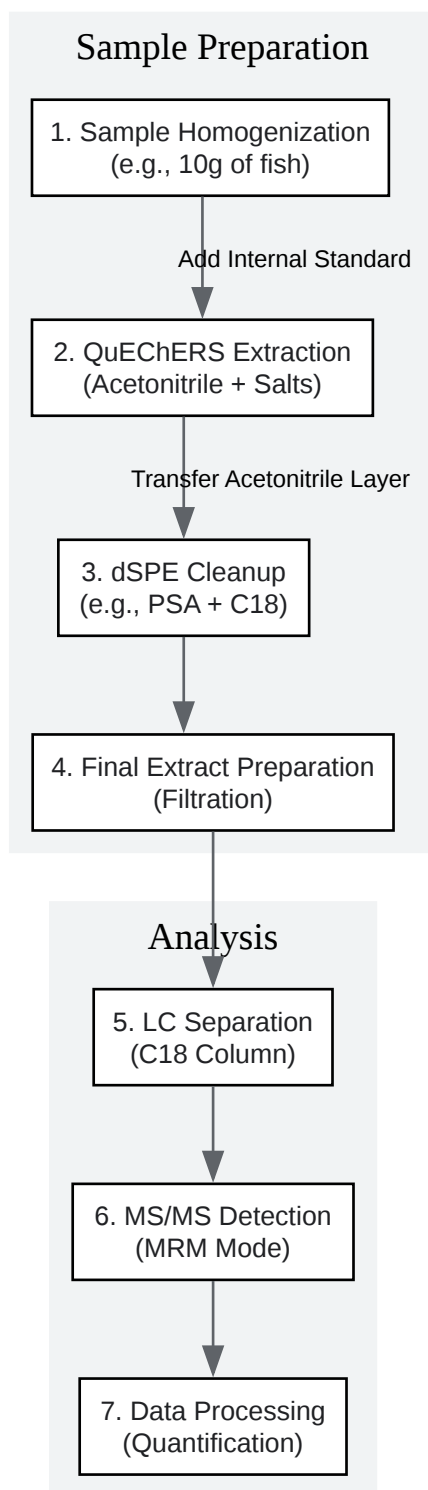 Sample Preparation
1. Sample Homogenization
(e.g., 10g of fish)
Add Internal Standard
2. QuEChERS Extraction
(Acetonitrile + Salts)
Transfer Acetonitrile Layer
3. dSPE Cleanup
(e.g., PSA + C18)
4. Final Extract Preparation
(Filtration)
Analysis
5. LC Separation
(C18 Column)
6. MS/MS Detection
(MRM Mode)
7. Data Processing
(Quantification)